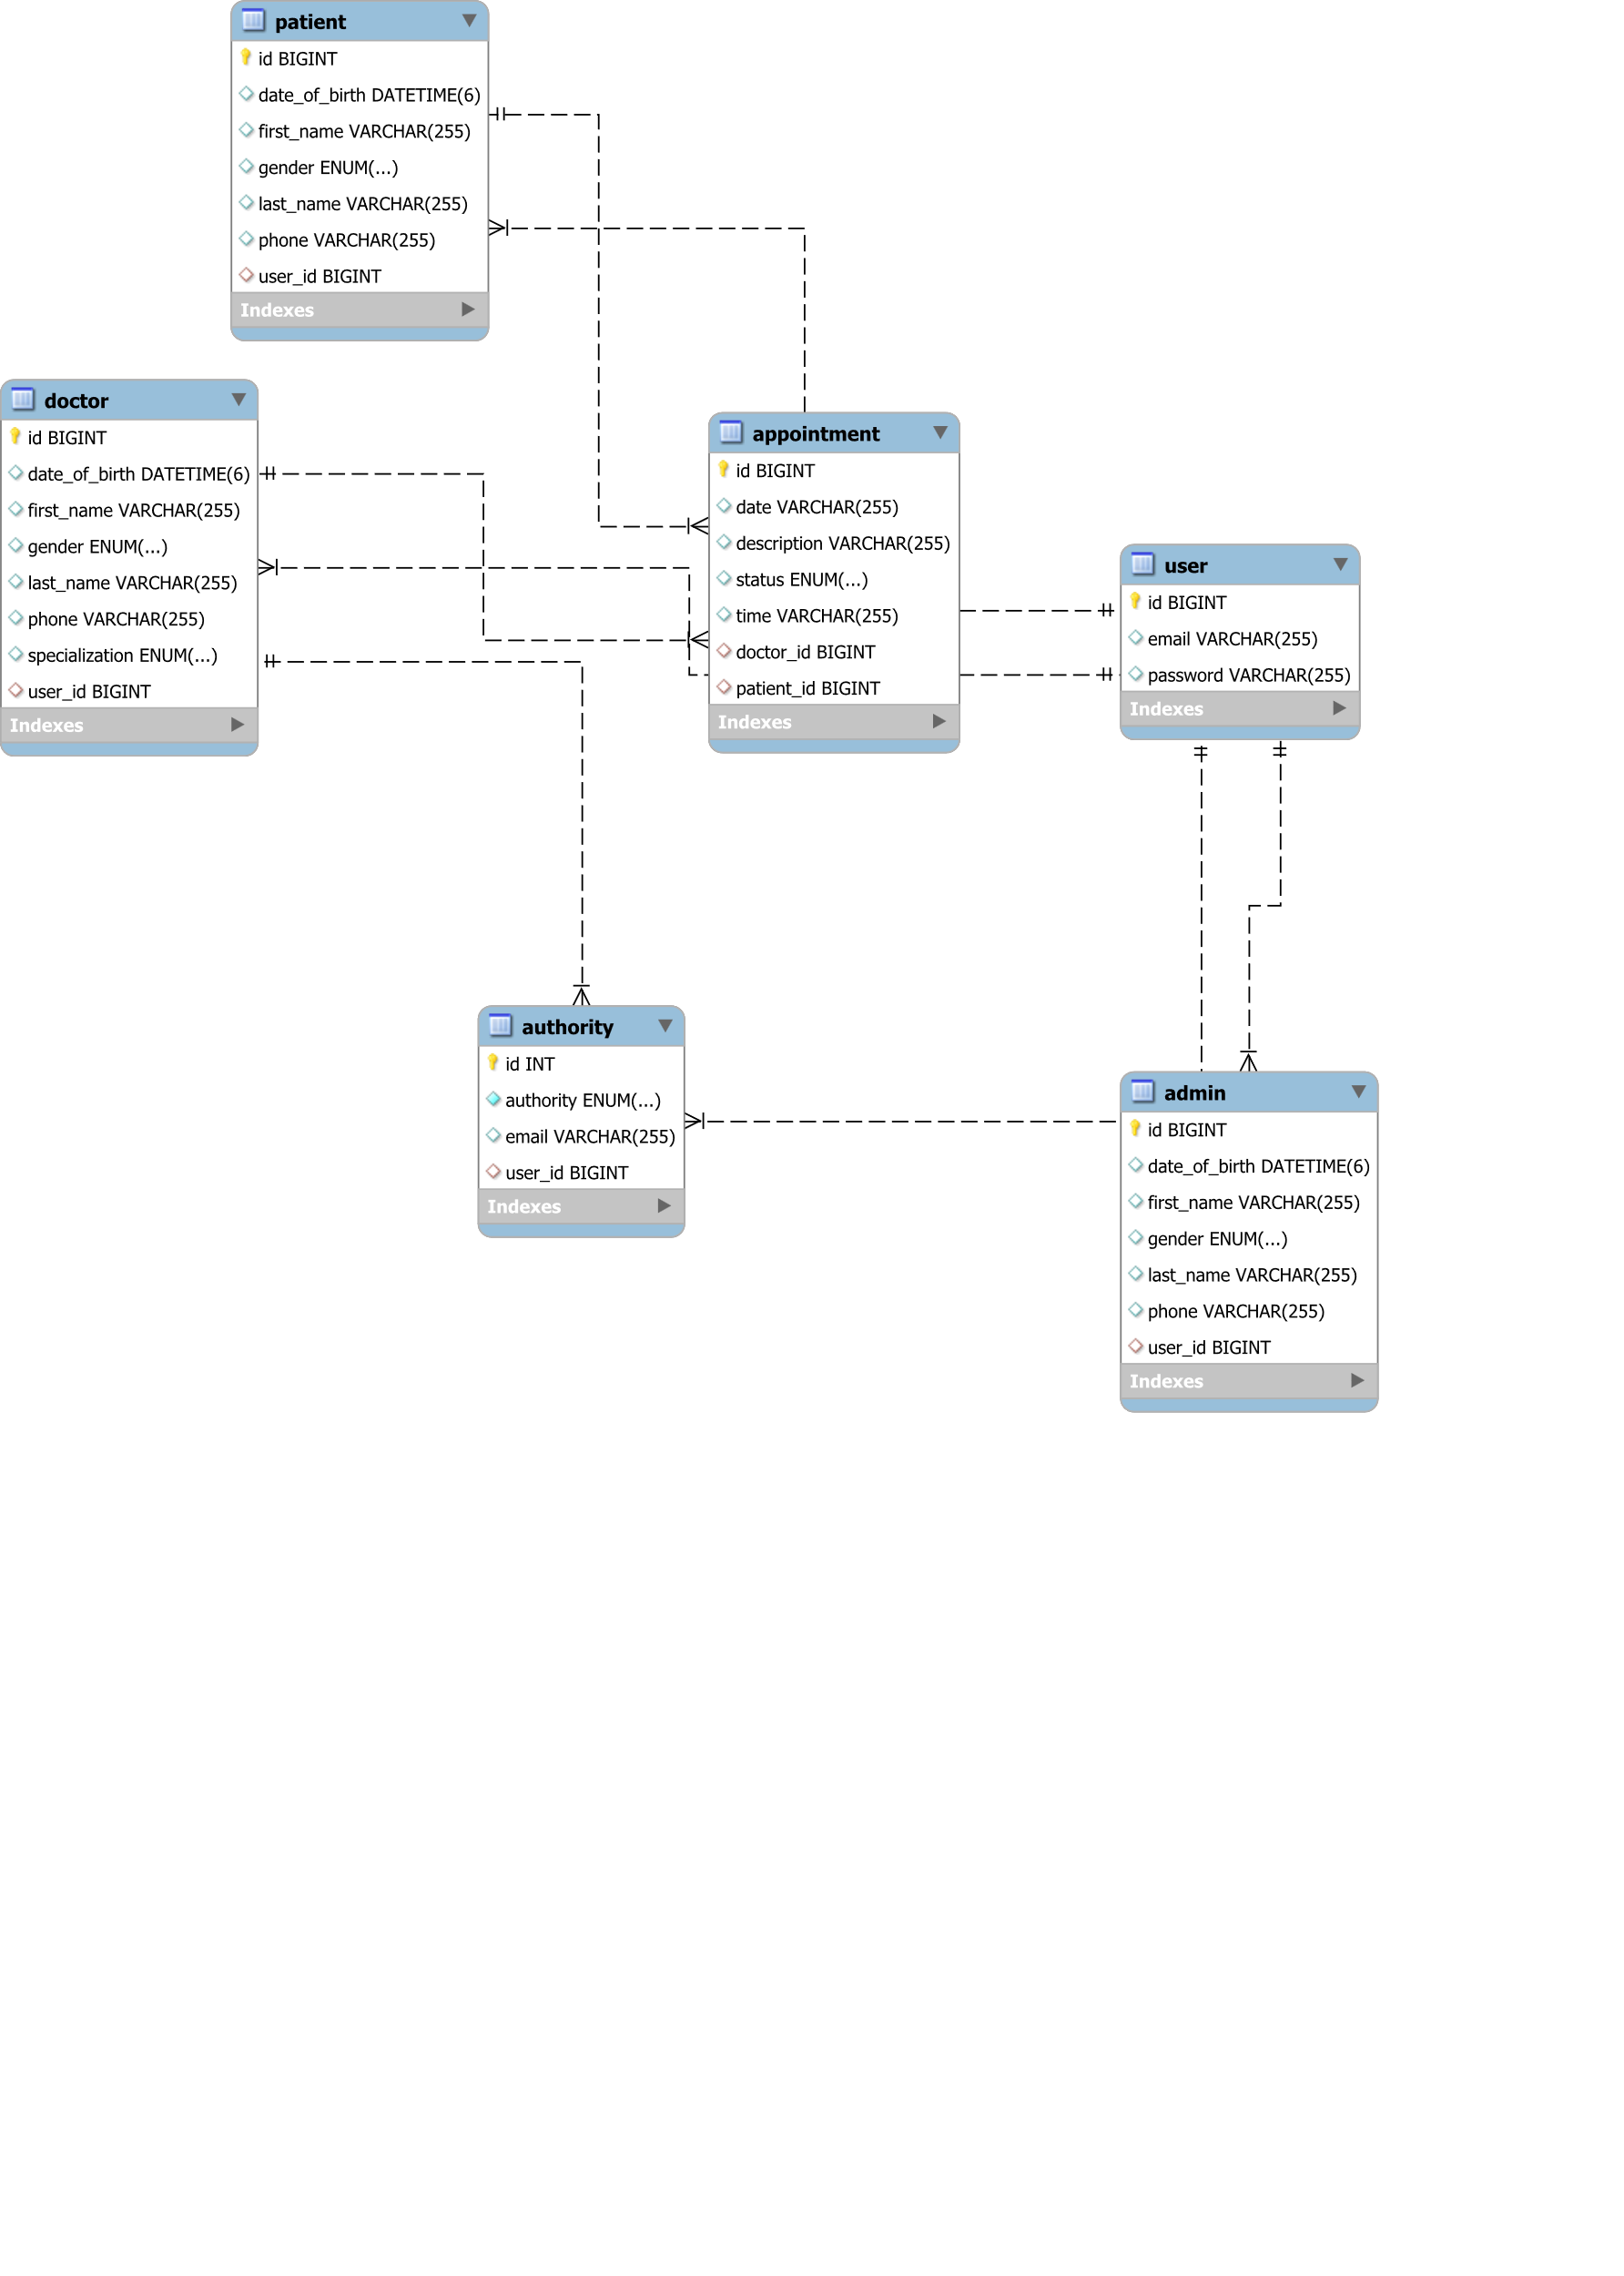 patient
id BIGINT
date_of_birth DATETIME(6)
first_name VARCHAR(255)
gender ENUM(...)
last_name VARCHAR(255)
phone VARCHAR(255)
user_id BIGINT
Indexes
doctor
id BIGINT
date_of_birth DATETIME(6)
first_name VARCHAR(255)
gender ENUM(...)
last_name VARCHAR(255)
phone VARCHAR(255)
specialization ENUM(...)
user_id BIGINT
Indexes
appointment
id BIGINT
date VARCHAR(255)
description VARCHAR(255)
status ENUM(...)
time VARCHAR(255)
doctor_id BIGINT
patient_id BIGINT
Indexes
user
id BIGINT
email VARCHAR(255)
password VARCHAR(255)
Indexes
authority
id INT
authority ENUM(...)
email VARCHAR(255)
user_id BIGINT
Indexes
admin
id BIGINT
date_of_birth DATETIME(6)
first_name VARCHAR(255)
gender ENUM(...)
last_name VARCHAR(255)
phone VARCHAR(255)
user_id BIGINT
Indexes